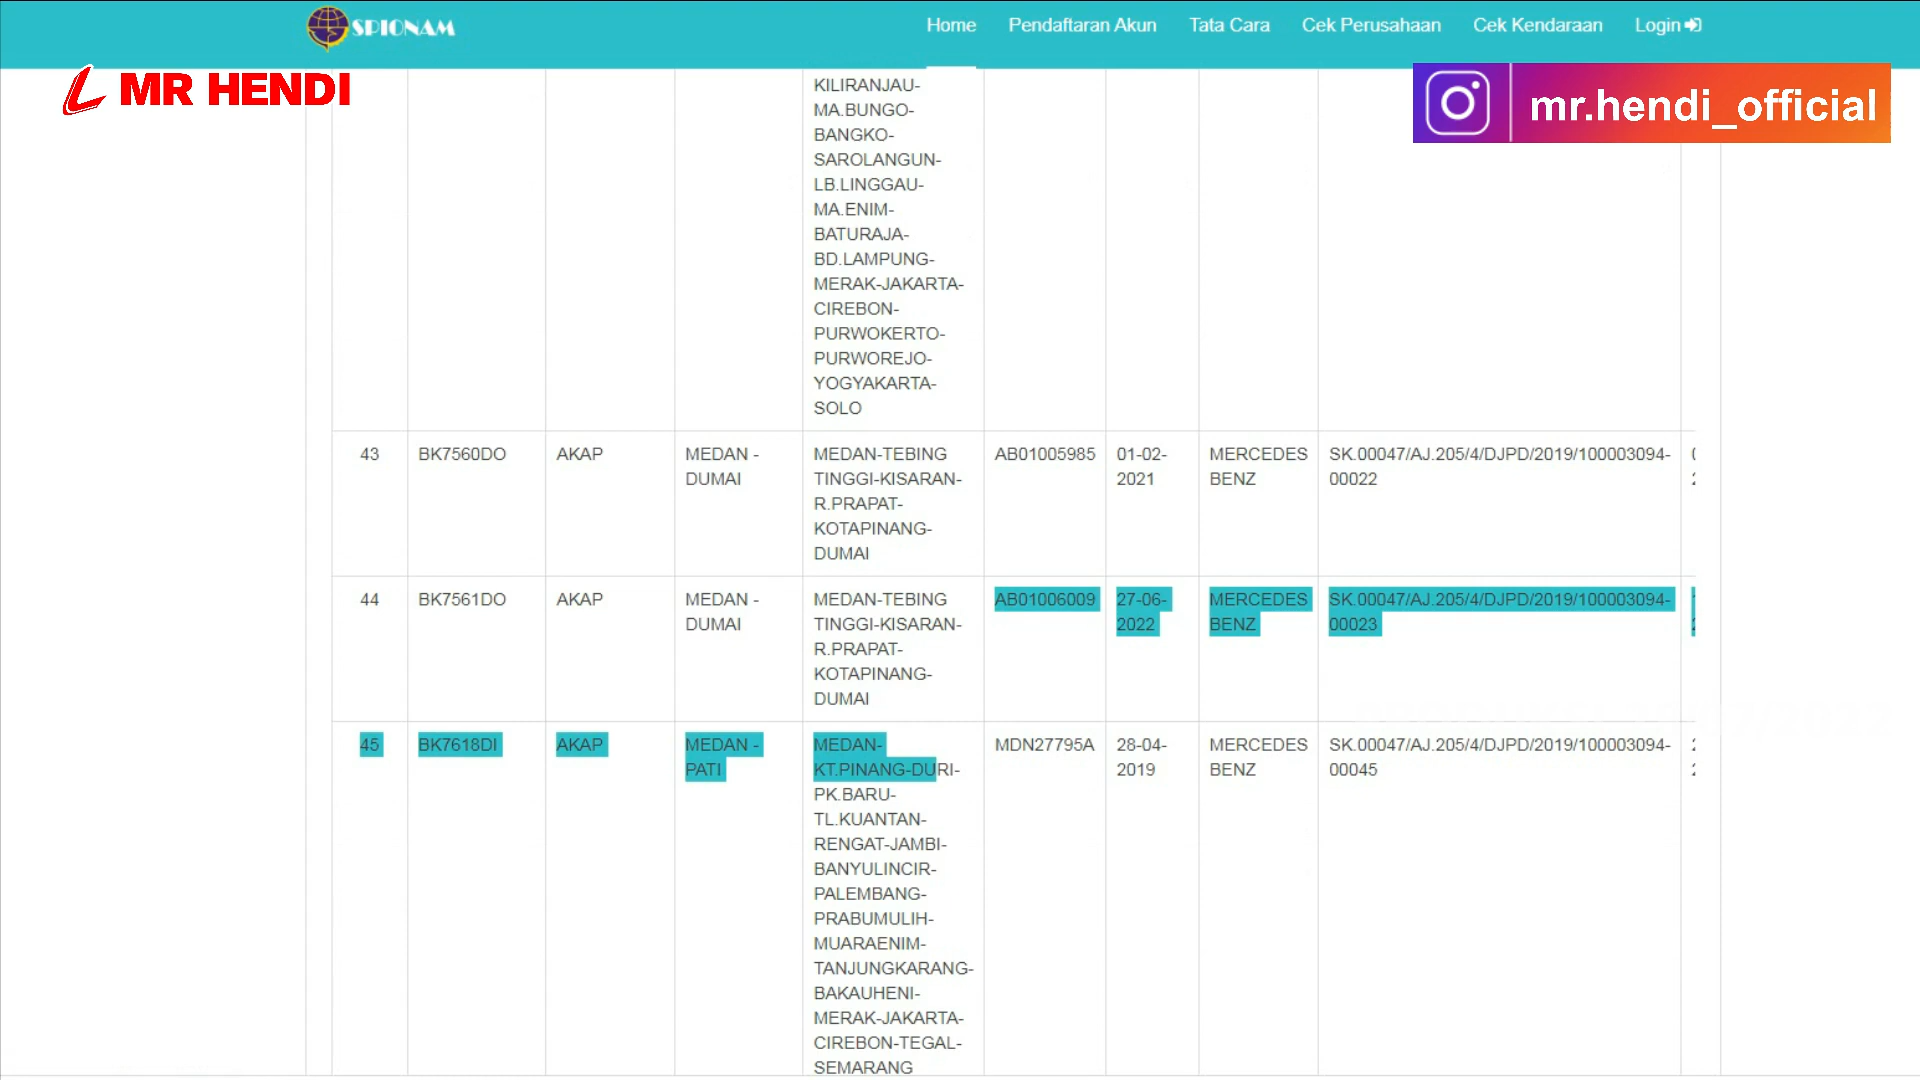 SPIONAM
Home Pendaftaran Akun Tata Cara Cek Perusahaan Cek Kendaraan Login
MR HENDI
mr.hendi_official
KILIRANJAU-
MA.BUNGO-
BANGKO-
SAROLANGUN-
LB.LINGGAU-
MA.ENIM-
BATURAJA-
BD.LAMPUNG-
MERAK-JAKARTA-
CIREBON-
PURWOKERTO-
PURWOREJO-
YOGYAKARTA-
SOLO
43 BK7560DO AKAP MEDAN - MEDAN-TEBING AB01005985 01-02- MERCEDES SK.00047/AJ.205/4/DJPD/2019/100003094-
DUMAI TINGGI-KISARAN- 2021 BENZ 00022
R.PRAPAT-
KOTAPINANG-
DUMAI
44 BK7561DO AKAP MEDAN - MEDAN-TEBING AB01006009 27-06- MERCEDES SK.00047/AJ.205/4/DJPD/2019/100003094-
DUMAI TINGGI-KISARAN- 2022 BENZ 00023
R.PRAPAT-
KOTAPINANG-
DUMAI
45 BK7618DI AKAP MEDAN - MEDAN- MDN27795A 28-04- MERCEDES SK.00047/AJ.205/4/DJPD/2019/100003094-
PATI KT.PINANG-DURI- 2019 BENZ 00045
PK.BARU-
TL.KUANTAN-
RENGAT-JAMBI-
BANYULINCIR-
PALEMBANG-
PRABUMULIH-
MUARAENIM-
TANJUNGKARANG-
BAKAUHENI-
MERAK-JAKARTA-
CIREBON-TEGAL-
SEMARANG